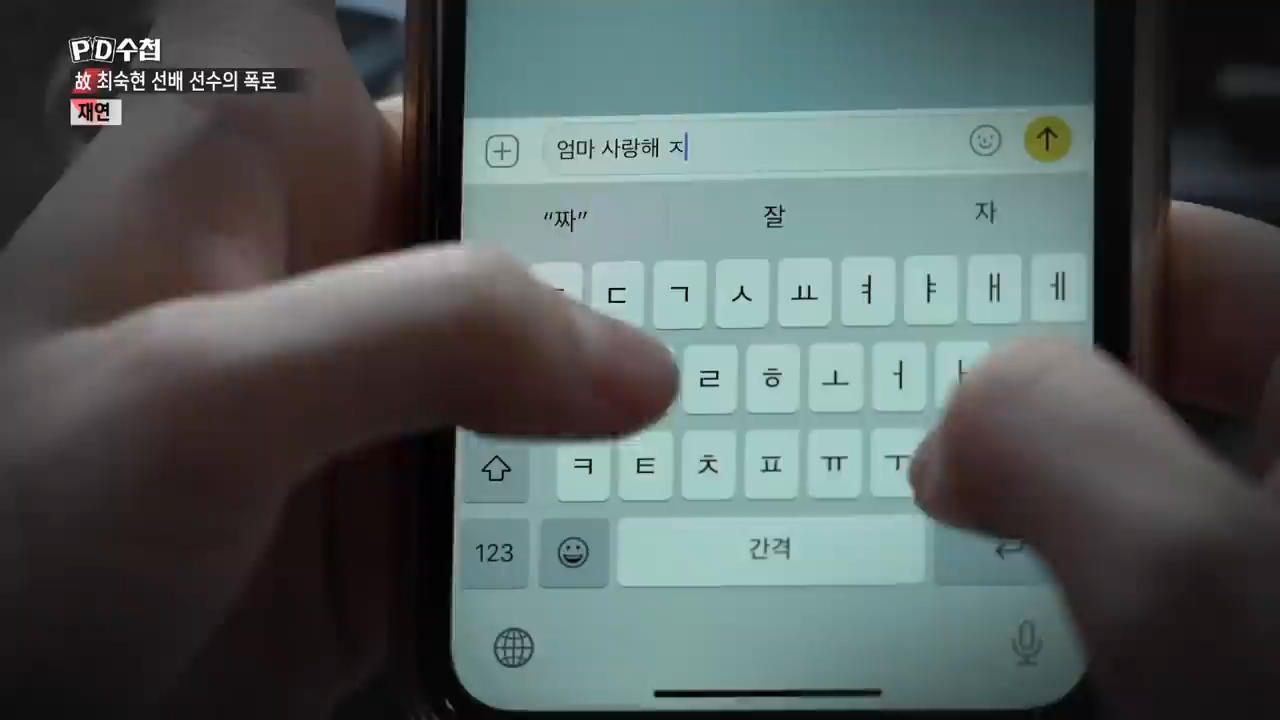 PD수첩
故 최숙현 선배 선수의 폭로
재연
엄마 사랑해 ㅈ
“짜” 잘 자
ㄷ ㄱ ㅅ ㅛ ㅕ ㅑ ㅐ ㅔ
ㄹ ㅎ ㅗ ㅓ ㅏ
ㅋ ㅌ ㅊ ㅍ ㅠ ㅜ
123 간격